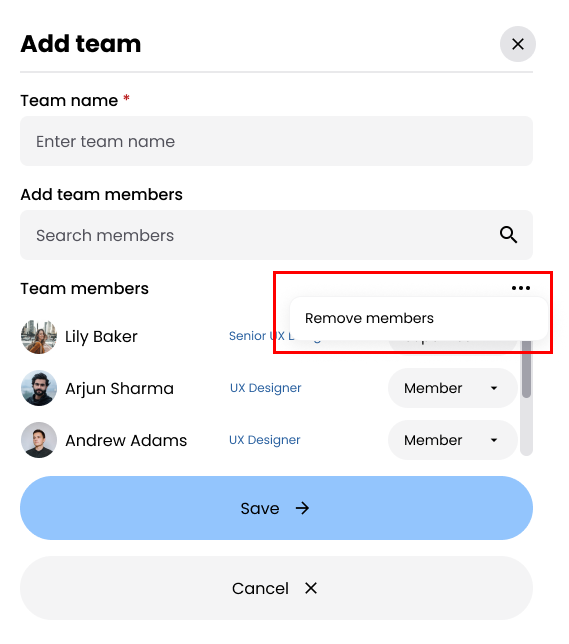 Add team
Team name *
Enter team name
Add team members
Search members
Team members
Remove members
Lily Baker Senior UX
Arjun Sharma UX Designer Member
Andrew Adams UX Designer Member
Save
Cancel